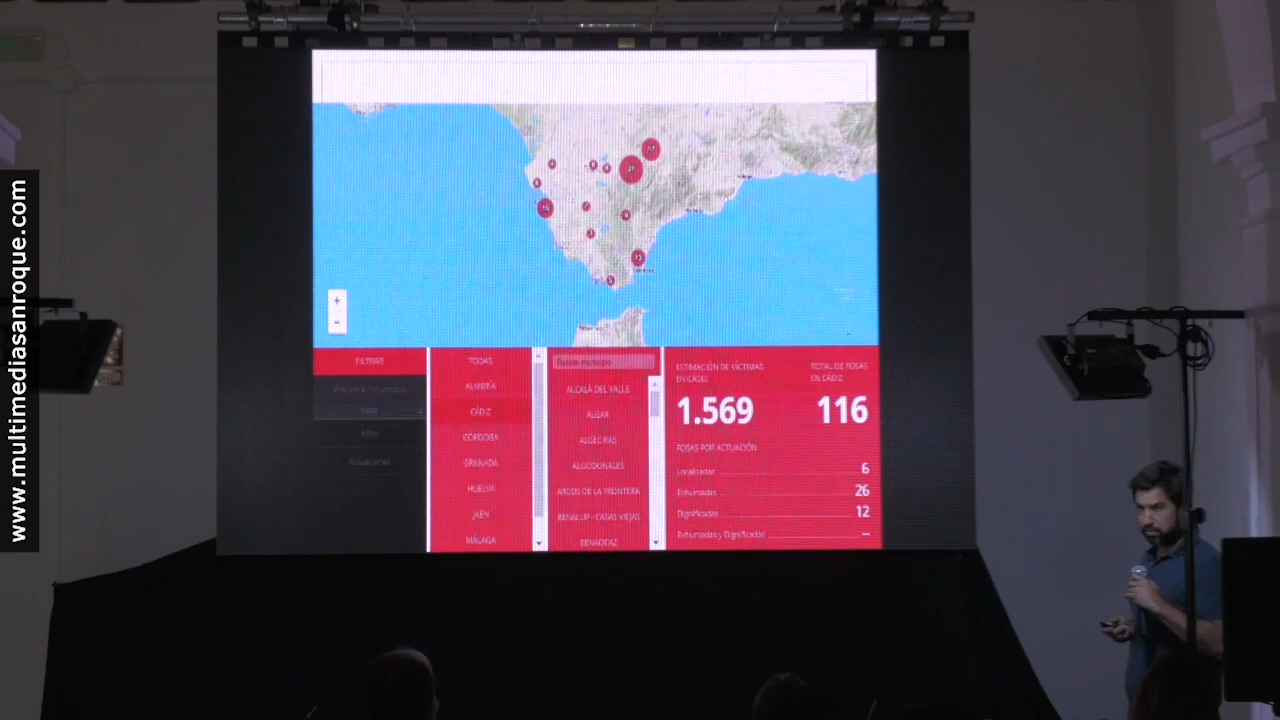 www.multimediasanroque.com
+
-
FILTRAR
TODAS
ALMERÍA
CÁDIZ
CÓRDOBA
GRANADA
HUELVA
JAÉN
MÁLAGA
ALCALÁ DEL VALLE
ALGAR
ALGECIRAS
ALGODONALES
ARCOS DE LA FRONTERA
BENALUP - CASAS VIEJAS
BENAOCAZ
ESTIMACIÓN DE VÍCTIMAS
EN CÁDIZ
1.569
TOTAL DE FOSAS
EN CÁDIZ
116
FOSAS POR ACTUACIÓN
Localizadas 6
Exhumadas 26
Dignificadas 12
Exhumadas y Dignificadas --